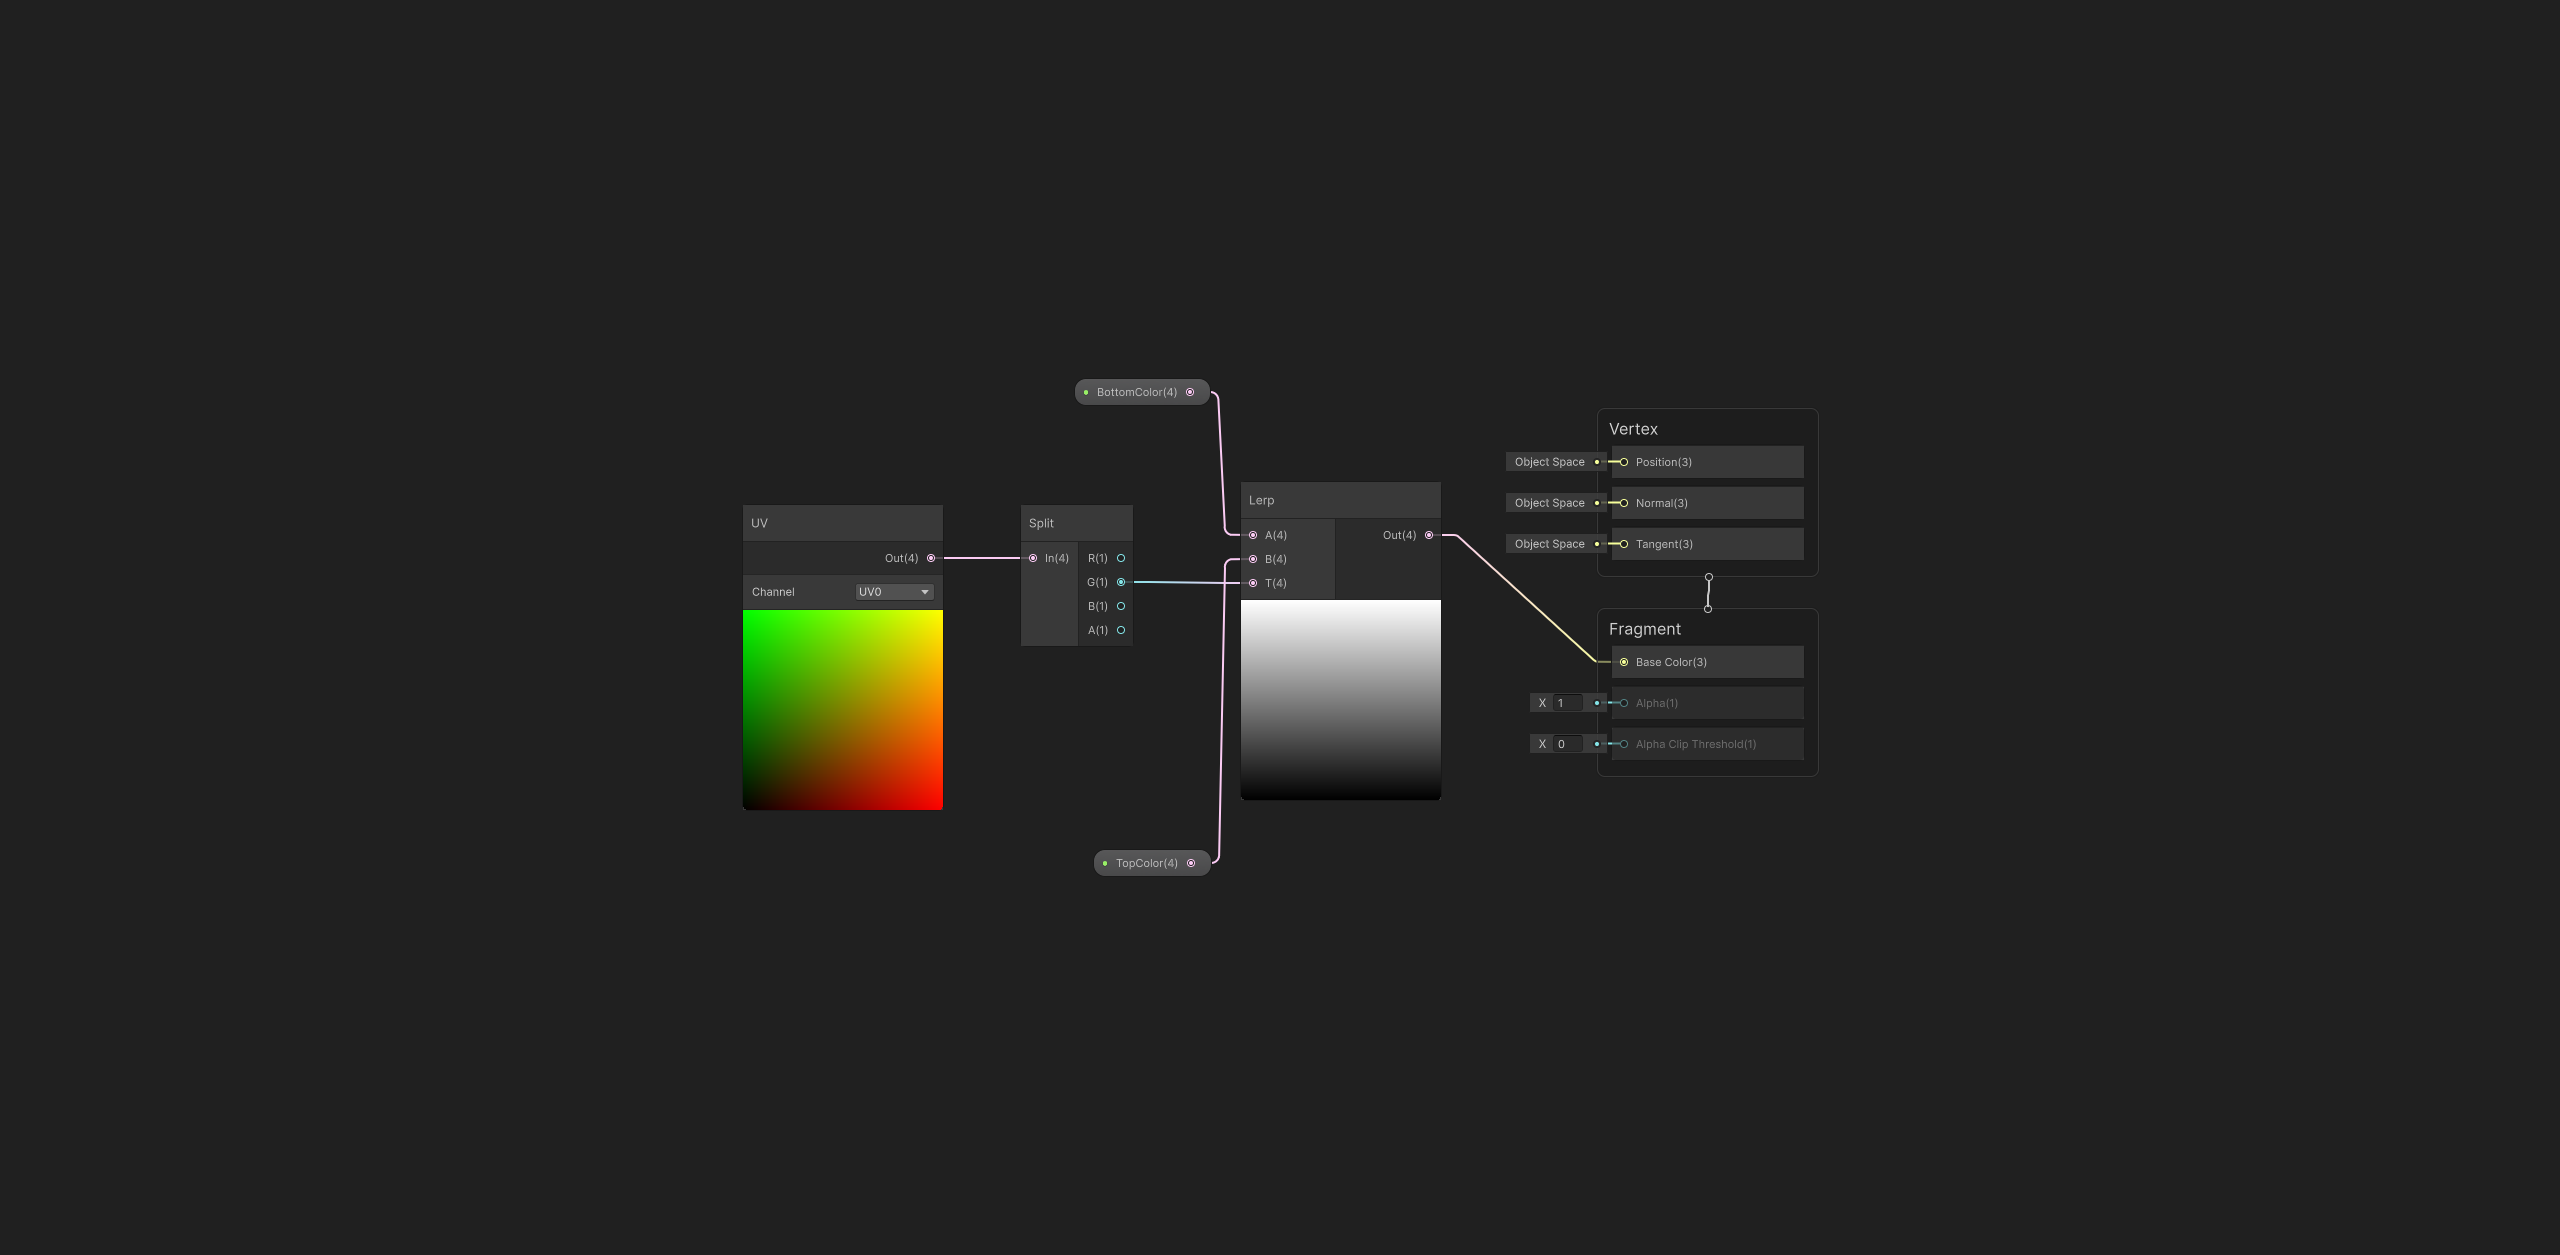 BottomColor(4)
UV
Out(4)
Channel
UV0
Split
In(4)
R(1)
G(1)
B(1)
A(1)
TopColor(4)
Lerp
A(4)
Out(4)
B(4)
T(4)
Vertex
Object Space
Position(3)
Object Space
Normal(3)
Object Space
Tangent(3)
Fragment
Base Color(3)
X 1
Alpha(1)
X 0
Alpha Clip Threshold(1)